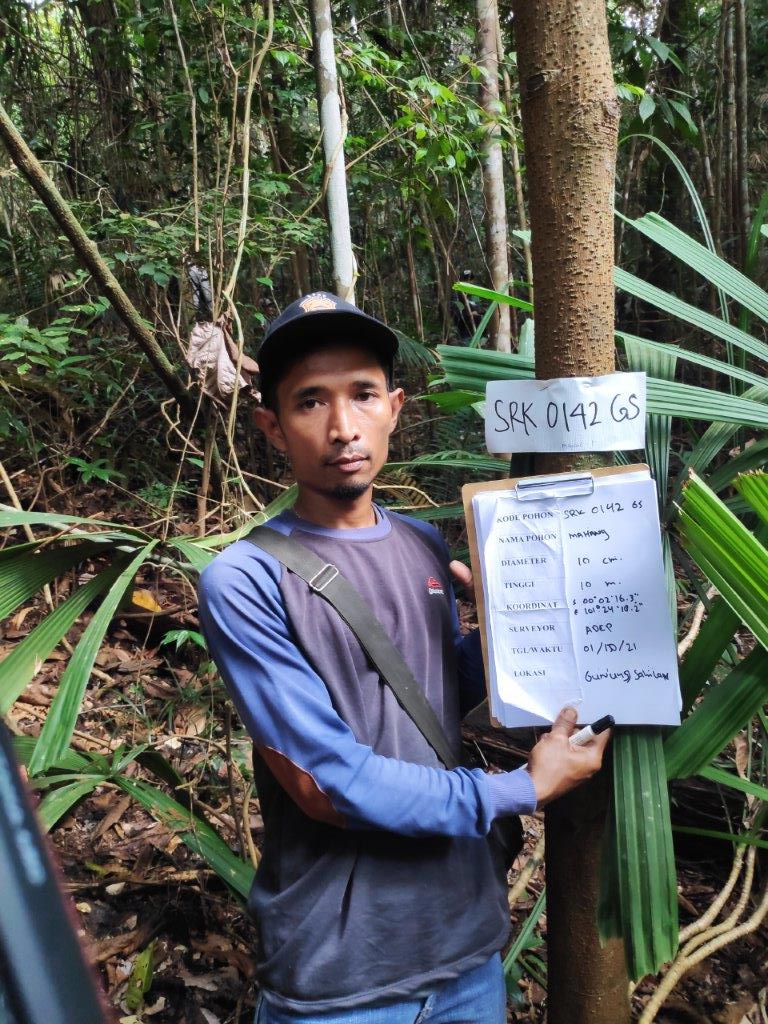 SRK 0142 GS
KODE POHON SRK 0142 GS
NAMA POHON MAHANG
DIAMETER 10 cm.
TINGGI 10 m.
KOORDINAT S 00°02'16.3"
E 101°24'18.2"
SURVEYOR ADEP
TGL/WAKTU 01/10/21
LOKASI Gunung Sahilan